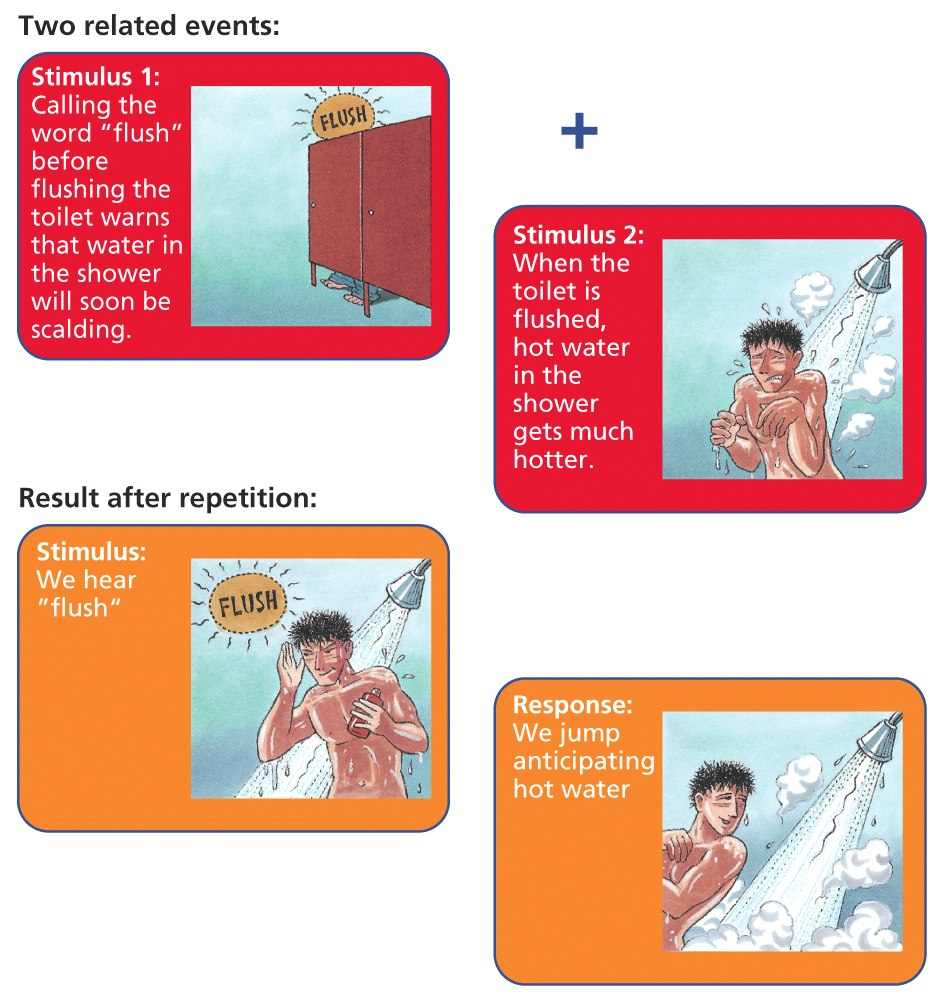 Two related events:
Stimulus 1:
Calling the
word “flush”
before
flushing the
toilet warns
that water in
the shower
will soon be
scalding.
FLUSH
+
Stimulus 2:
When the
toilet is
flushed,
hot water
in the
shower
gets much
hotter.
Result after repetition:
Stimulus:
We hear
”flush“
FLUSH
Response:
We jump
anticipating
hot water